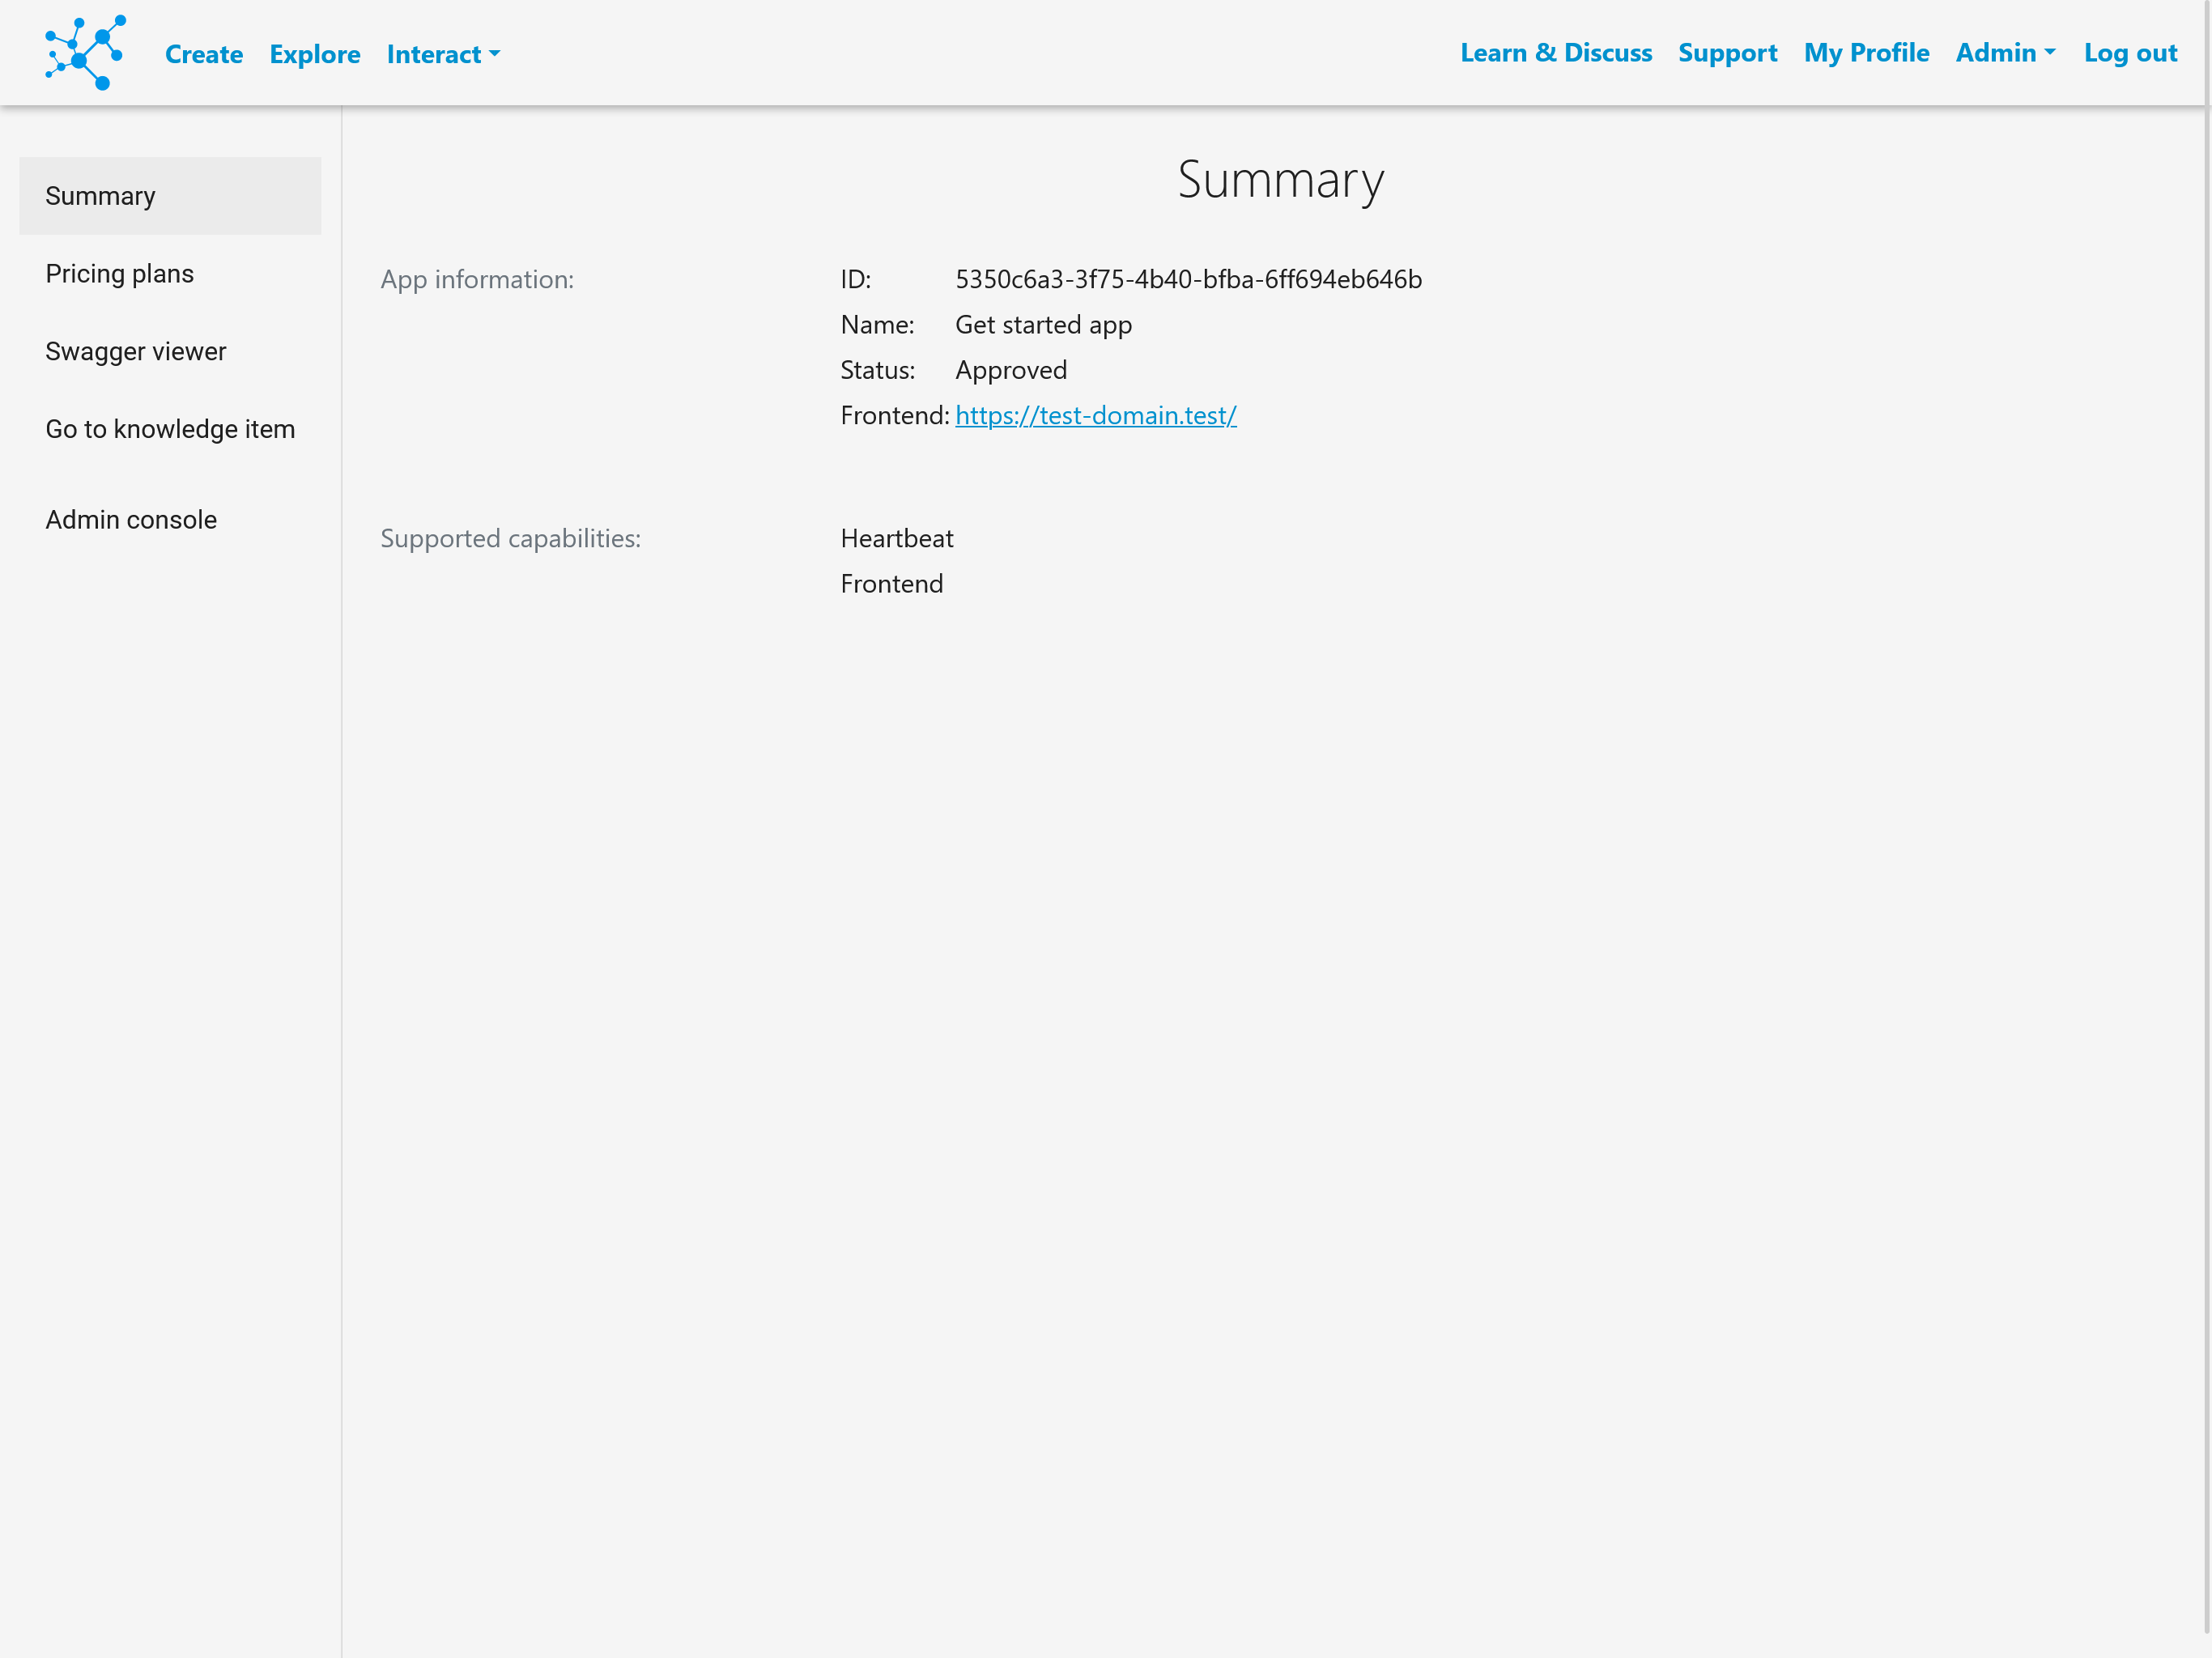 Create Explore Interact
Learn & Discuss Support My Profile Admin Log out
Summary
Pricing plans
Swagger viewer
Go to knowledge item
Admin console
Summary
App information:
ID: 5350c6a3-3f75-4b40-bfba-6ff694eb646b
Name: Get started app
Status: Approved
Frontend: https://test-domain.test/
Supported capabilities:
Heartbeat
Frontend